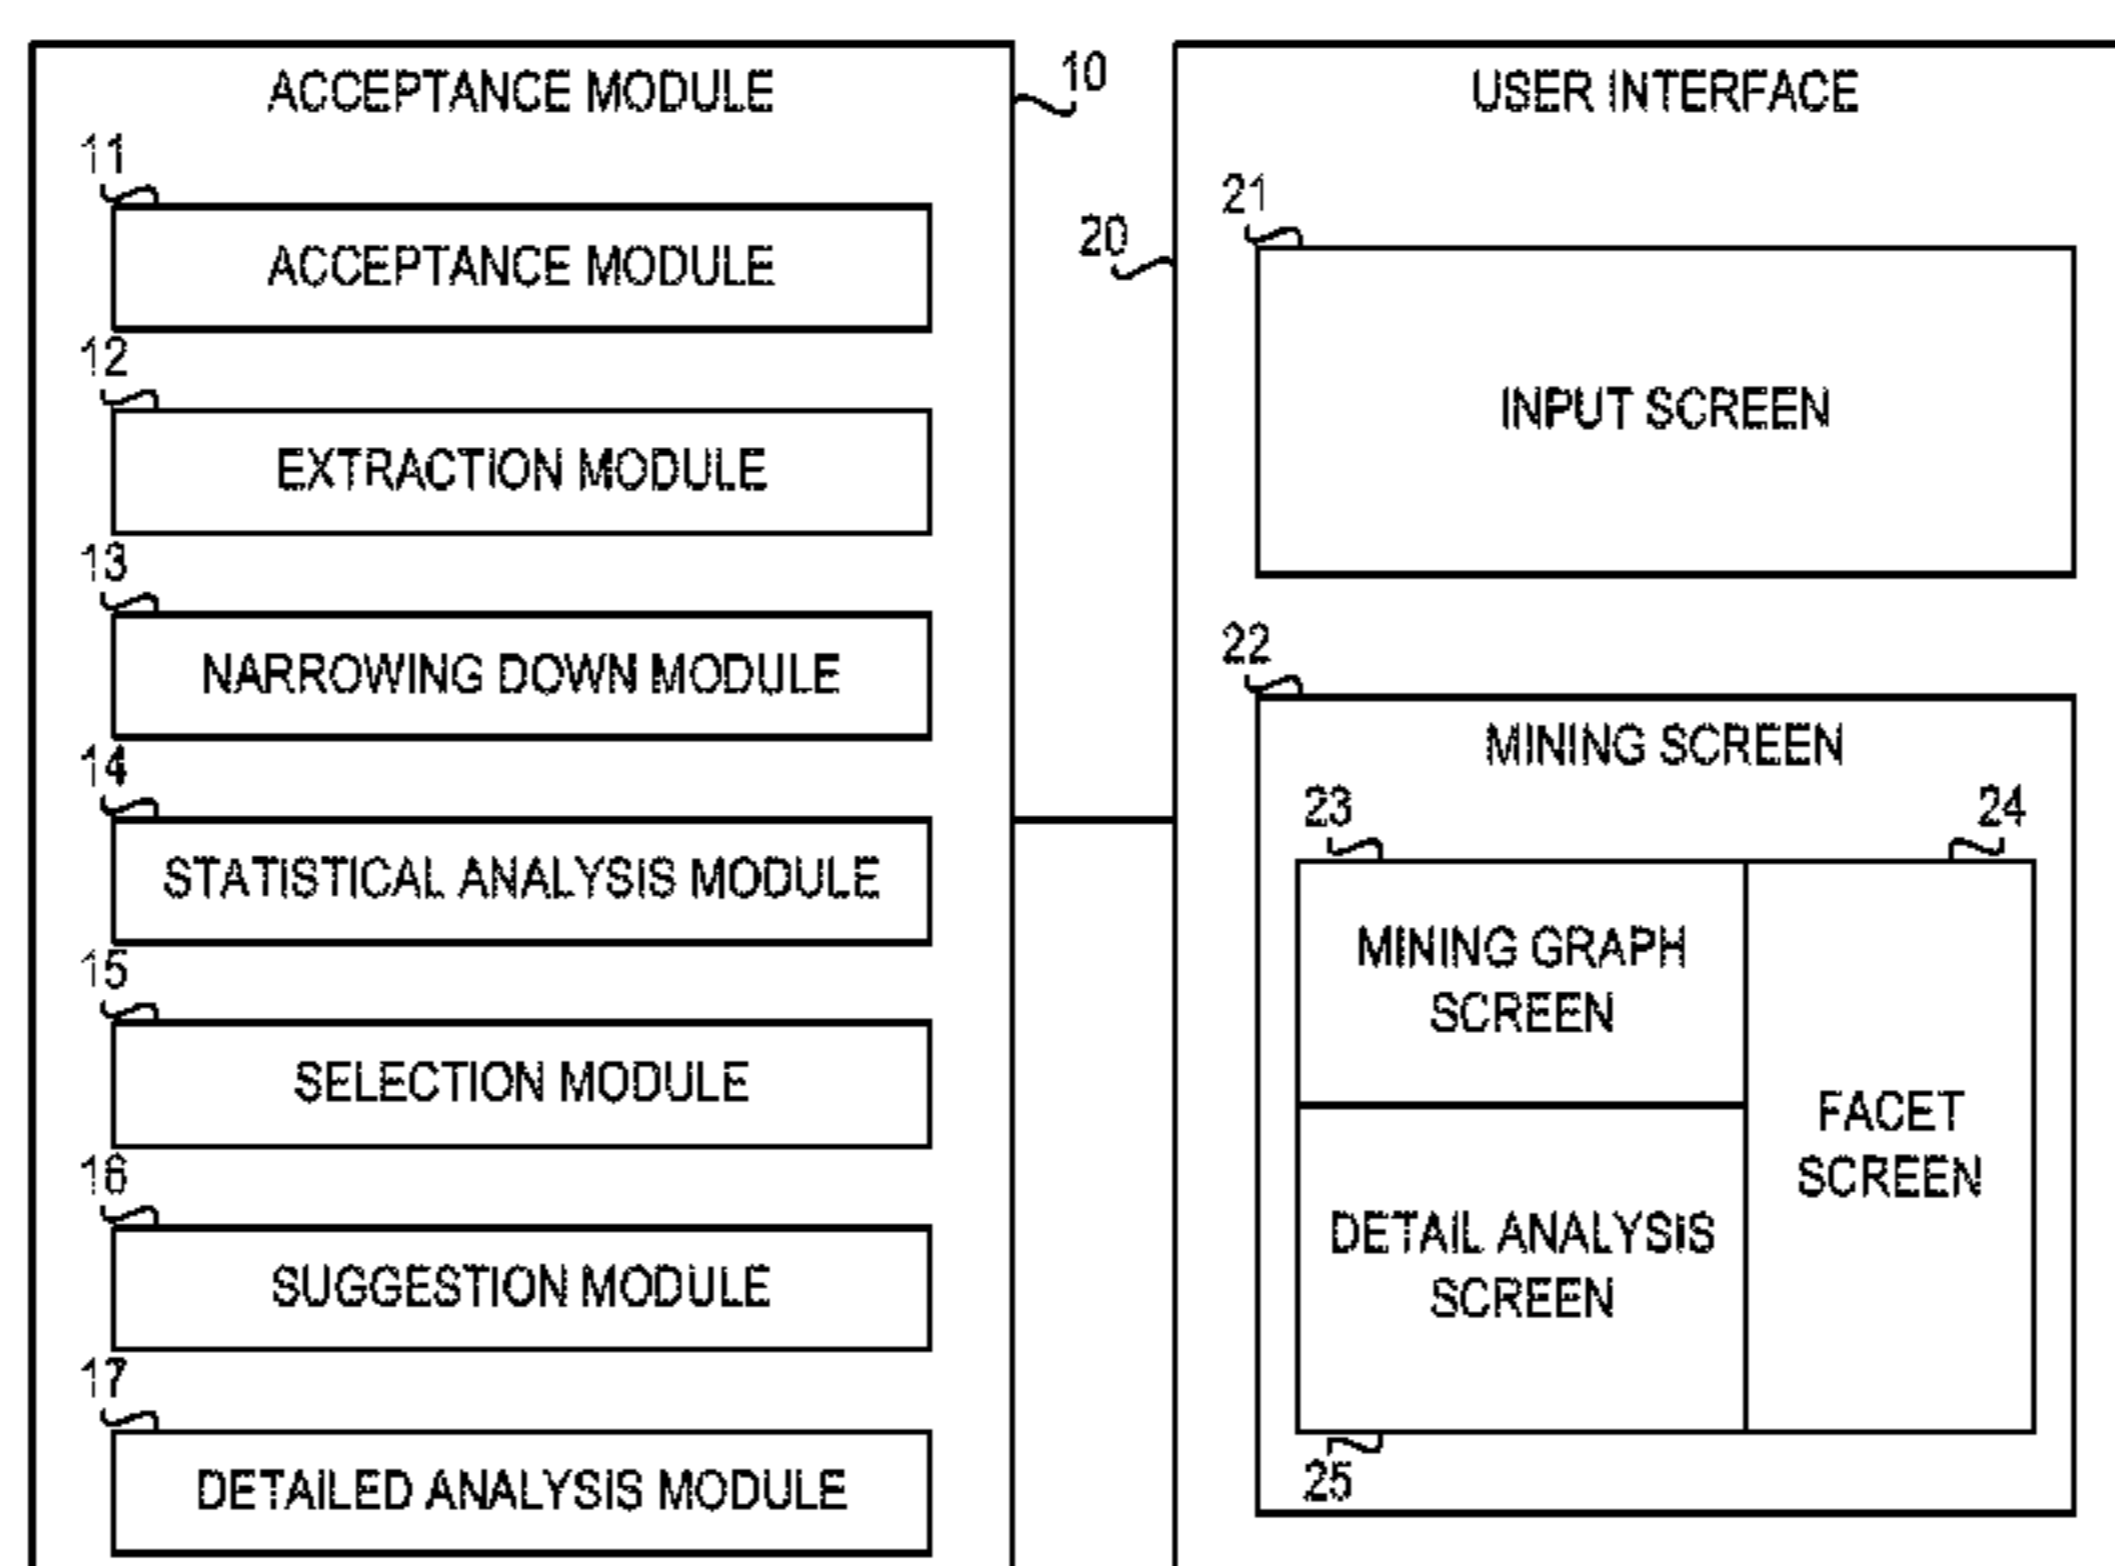 ACCEPTANCE MODULE
10
11
ACCEPTANCE MODULE
12
EXTRACTION MODULE
13
NARROWING DOWN MODULE
14
STATISTICAL ANALYSIS MODULE
15
SELECTION MODULE
16
SUGGESTION MODULE
17
DETAILED ANALYSIS MODULE
USER INTERFACE
20
21
INPUT SCREEN
22
MINING SCREEN
23
24
MINING GRAPH
SCREEN
FACET
SCREEN
DETAIL ANALYSIS
SCREEN
25